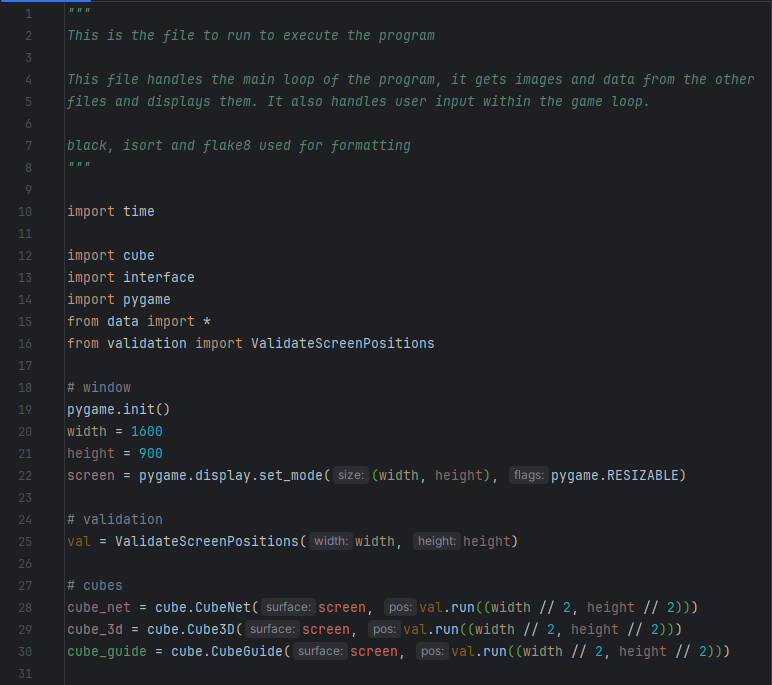 1 """
2 This is the file to run to execute the program
3
4 This file handles the main loop of the program, it gets images and data from the other
5 files and displays them. It also handles user input within the game loop.
6
7 black, isort and flake8 used for formatting
8 """
9
10 import time
11
12 import cube
13 import interface
14 import pygame
15 from data import *
16 from validation import ValidateScreenPositions
17
18 # window
19 pygame.init()
20 width = 1600
21 height = 900
22 screen = pygame.display.set_mode( size: (width, height), flags: pygame.RESIZABLE)
23
24 # validation
25 val = ValidateScreenPositions( width: width, height: height)
26
27 # cubes
28 cube_net = cube.CubeNet( surface: screen, pos: val.run((width // 2, height // 2)))
29 cube_3d = cube.Cube3D( surface: screen, pos: val.run((width // 2, height // 2)))
30 cube_guide = cube.CubeGuide( surface: screen, pos: val.run((width // 2, height // 2)))
31